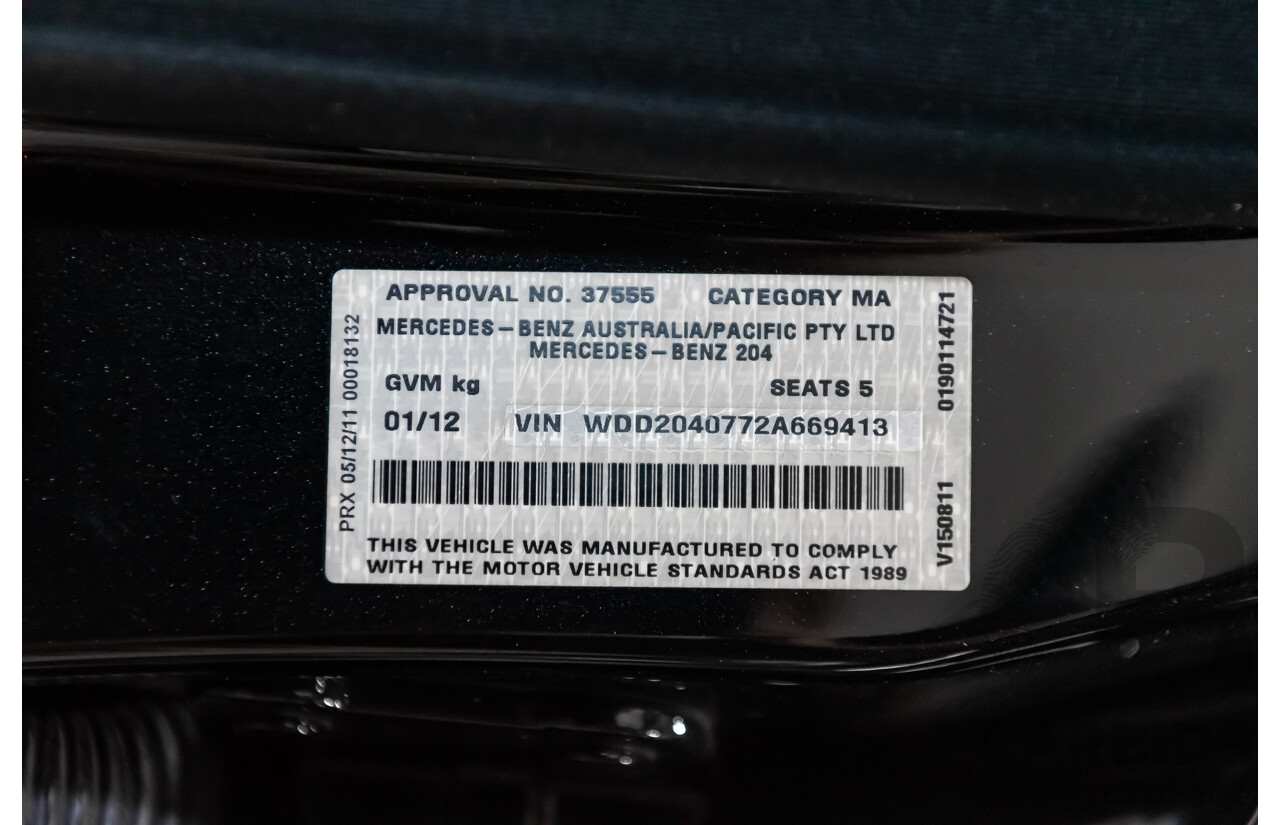 APPROVAL NO. 37555 CATEGORY MA
MERCEDES-BENZ AUSTRALIA/PACIFIC PTY LTD
MERCEDES-BENZ 204
GVM kg SEATS 5
01/12 VIN WDD2040772A669413
THIS VEHICLE WAS MANUFACTURED TO COMPLY
WITH THE MOTOR VEHICLE STANDARDS ACT 1989
PRX 05/12/11 00018132
V150811 0190114721